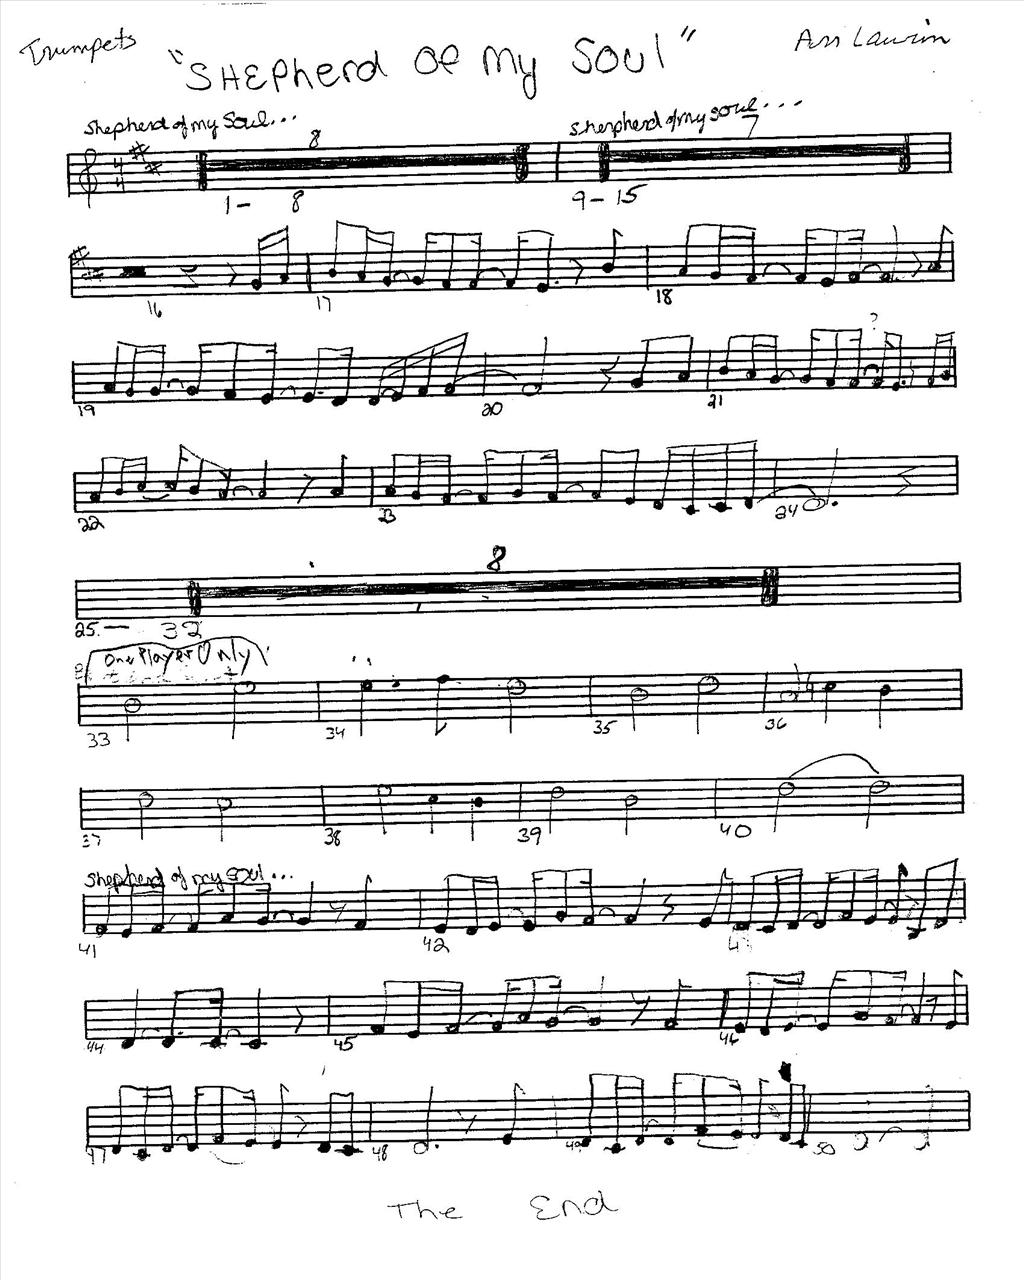 Trumpets
"Shepherd Of My Soul"
Shepherd of my Soul...
8
Sherpherd of my soul...
7
4
4
1- 8
9-15
16 17 18
19 20 21
?
22 23 24
8
25.- 32
One Player Only
33 34 35 36
37 38 39 40
Shepherd of my soul...
41 42 43
44 45 46
47 48 49 50
The End